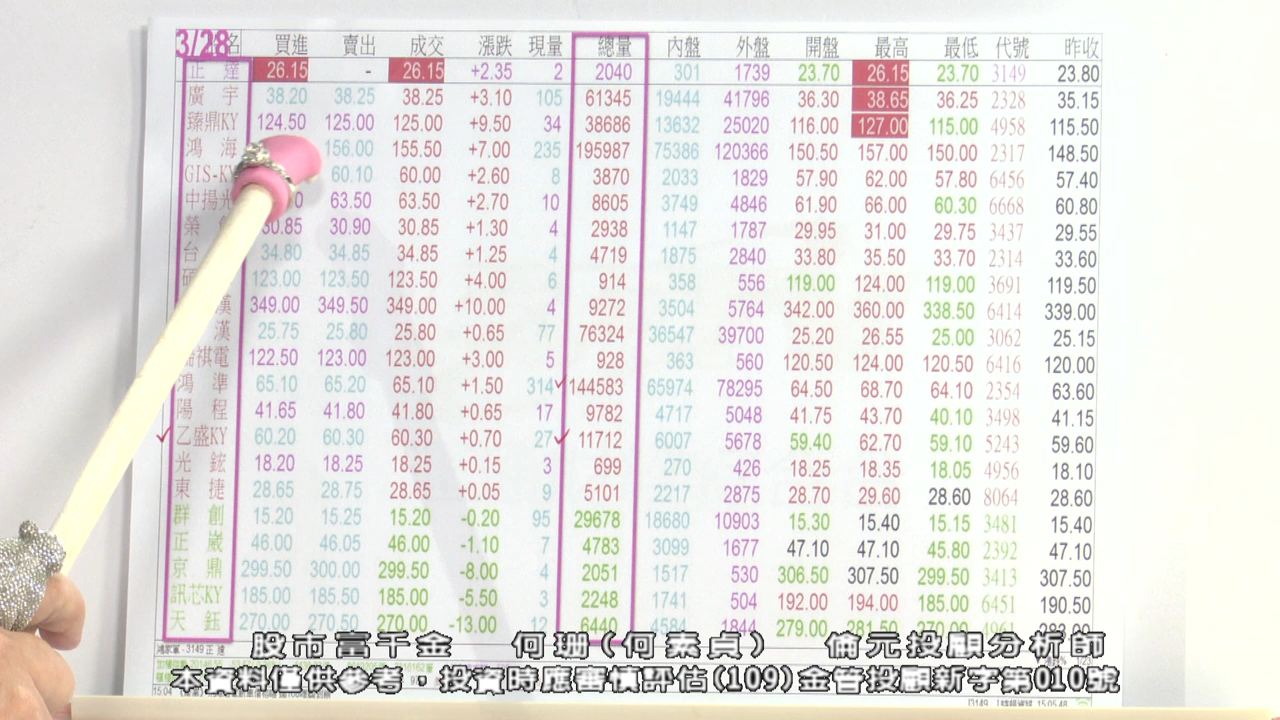 3/28 名 買進 賣出 成交 漲跌 現量 總量 內盤 外盤 開盤 最高 最低 代號 昨收
正達 26.15 - 26.15 +2.35 2 2040 301 1739 23.70 26.15 23.70 3149 23.80
廣宇 38.20 38.25 38.25 +3.10 105 61345 19444 41796 36.30 38.65 36.25 2328 35.15
臻鼎KY 124.50 125.00 125.00 +9.50 34 38686 13632 25020 116.00 127.00 115.00 4958 115.50
鴻海 156.00 155.50 +7.00 235 195987 75386 120366 150.50 157.00 150.00 2317 148.50
GIS-KY 60.10 60.00 +2.60 8 3870 2033 1829 57.90 62.00 57.80 6456 57.40
中揚光 63.50 63.50 +2.70 10 8605 3749 4846 61.90 66.00 60.30 6668 60.80
榮 30.85 30.90 30.85 +1.30 4 2938 1147 1787 29.95 31.00 29.75 3437 29.55
台 34.80 34.85 34.85 +1.25 4 4719 1875 2840 33.80 35.50 33.70 2314 33.60
碩 123.00 123.50 123.50 +4.00 6 914 358 556 119.00 124.00 119.00 3691 119.50
漢 349.00 349.50 349.00 +10.00 4 9272 3504 5764 342.00 360.00 338.50 6414 339.00
漢 25.75 25.80 25.80 +0.65 77 76324 36547 39700 25.20 26.55 25.00 3062 25.15
祺電 122.50 123.00 123.00 +3.00 5 928 363 560 120.50 124.00 120.50 6416 120.00
鴻準 65.10 65.20 65.10 +1.50 314 144583 65974 78295 64.50 68.70 64.10 2354 63.60
陽程 41.65 41.80 41.80 +0.65 17 9782 4717 5048 41.75 43.70 40.10 3498 41.15
乙盛KY 60.20 60.30 60.30 +0.70 27 11712 6007 5678 59.40 62.70 59.10 5243 59.60
光鋐 18.20 18.25 18.25 +0.15 3 699 270 426 18.25 18.35 18.05 4956 18.10
東捷 28.65 28.75 28.65 +0.05 9 5101 2217 2875 28.70 29.60 28.60 8064 28.60
群創 15.20 15.25 15.20 -0.20 95 29678 18680 10903 15.30 15.40 15.15 3481 15.40
正崴 46.00 46.05 46.00 -1.10 7 4783 3099 1677 47.10 47.10 45.80 2392 47.10
京鼎 299.50 300.00 299.50 -8.00 4 2051 1517 530 306.50 307.50 299.50 3413 307.50
訊芯KY 185.00 185.50 185.00 -5.50 3 2248 1741 504 192.00 194.00 185.00 6451 190.50
天鈺 270.00 270.50 270.00 -13.00 12 6440 4584 1844 279.00 281.50 270.00 4961 283.00
股市富千金 何珊(何素貞) 倫元投顧分析師
本資料僅供參考，投資時應審慎評估(109)金管投顧新字第010號